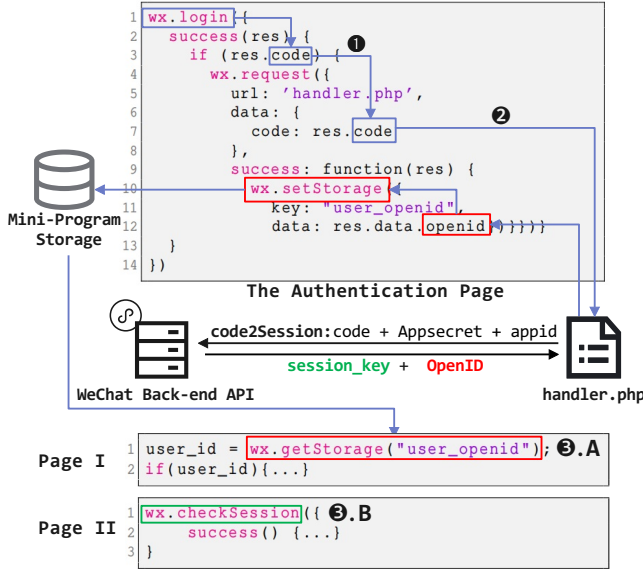 1 wx.login({
2 success(res) {
3 if (res.code) { ❶
4 wx.request({
5 url: 'handler.php',
6 data: {
7 code: res.code ❷
8 },
9 success: function(res) {
10 wx.setStorage(
11 key: "user_openid",
12 data: res.data.openid })}})}
13 }
14 })
Mini-Program
Storage
The Authentication Page
code2Session:code + Appsecret + appid
session_key + OpenID
WeChat Back-end API
handler.php
Page I
1 user_id = wx.getStorage("user_openid"); ❸.A
2 if(user_id){...}
Page II
1 wx.checkSession({ ❸.B
2 success() {...}
3 }